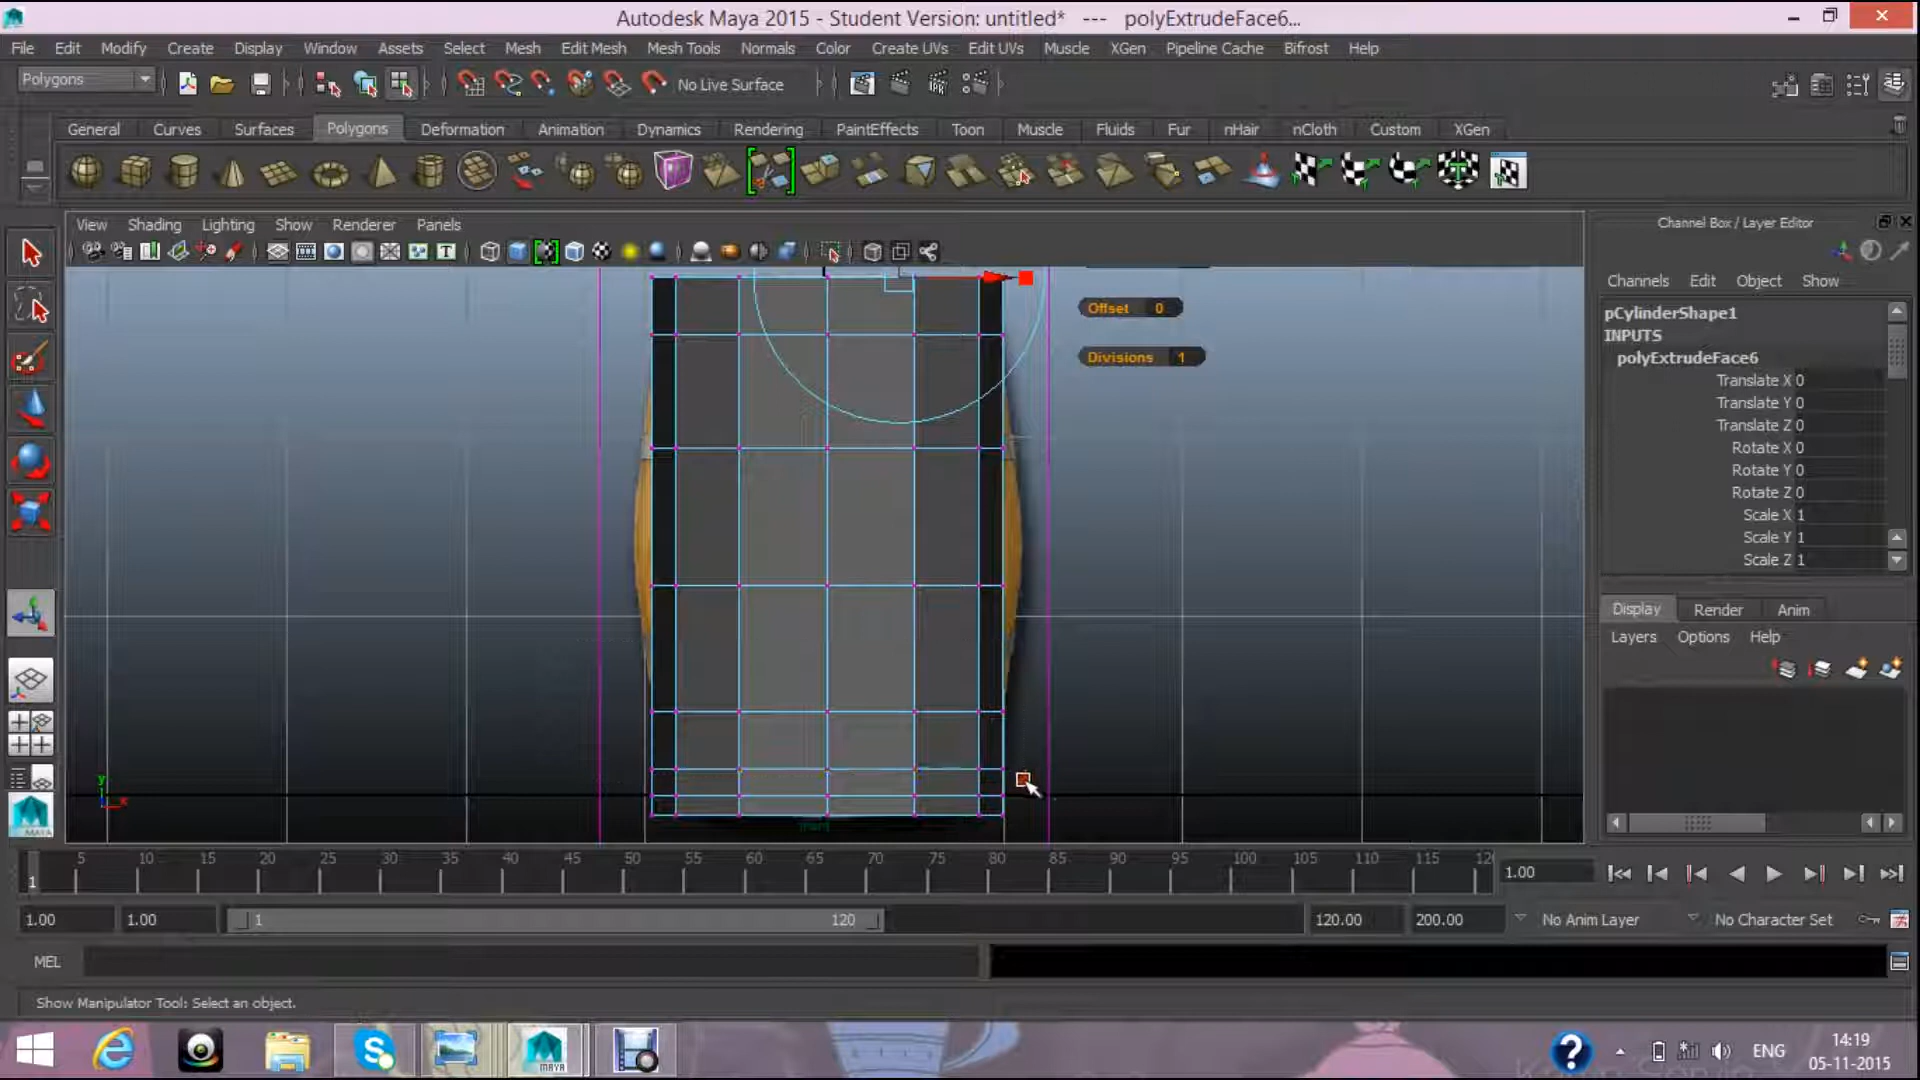 Autodesk Maya 2015 - Student Version: untitled* --- polyExtrudeFace6...
File Edit Modify Create Display Window Assets Select Mesh Edit Mesh Mesh Tools Normals Color Create UVs Edit UVs Muscle XGen Pipeline Cache Bifrost Help
Polygons No Live Surface
General Curves Surfaces Polygons Deformation Animation Dynamics Rendering PaintEffects Toon Muscle Fluids Fur nHair nCloth Custom XGen
View Shading Lighting Show Renderer Panels
Channel Box / Layer Editor
Channels Edit Object Show
Offset 0
Divisions 1
pCylinderShape1
INPUTS
polyExtrudeFace6
Translate X 0
Translate Y 0
Translate Z 0
Rotate X 0
Rotate Y 0
Rotate Z 0
Scale X 1
Scale Y 1
Scale Z 1
Display Render Anim
Layers Options Help
y
x
MAYA
5 10 15 20 25 30 35 40 45 50 55 60 65 70 75 80 85 90 95 100 105 110 115 12
1
1.00
1.00 1.00 1 120 120.00 200.00 No Anim Layer No Character Set
MEL
Show Manipulator Tool: Select an object.
MAYA
ENG
14:19
05-11-2015